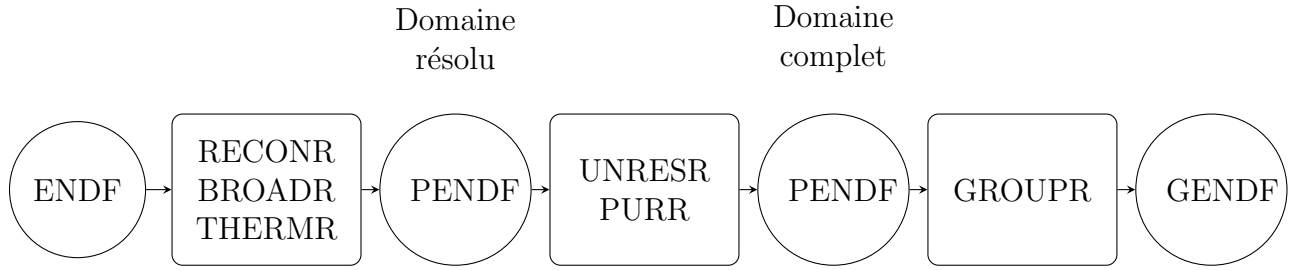 Domaine
résolu
Domaine
complet
ENDF
RECONR
BROADR
THERMR
PENDF
UNRESR
PURR
PENDF
GROUPR
GENDF